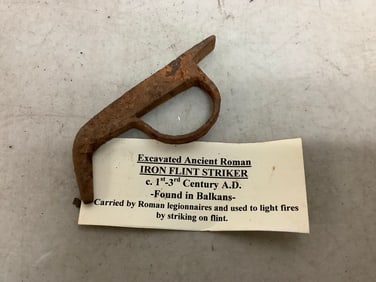 Excavated Ancient Roman
IRON FLINT STRIKER
c. 1st-3rd Century A.D.
-Found in Balkans-
Carried by Roman legionnaires and used to light fires
by striking on flint.